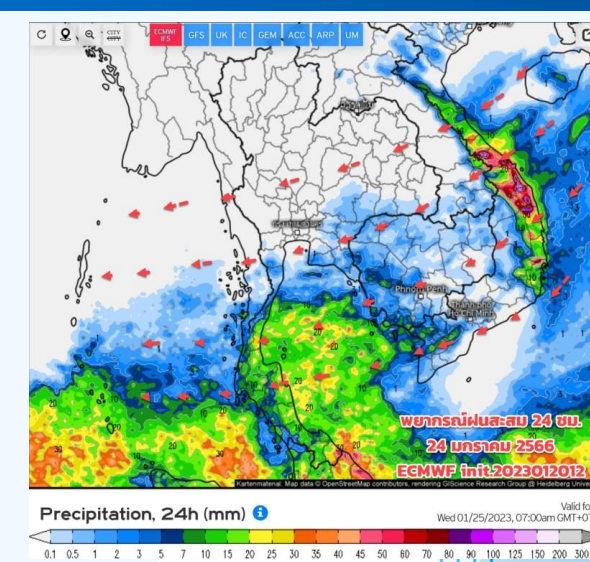 CITY
CITY
ECMWF
IFS
GFS UK IC GEM ACC ARP UM
Phnom Penh
Thành phố
Hồ Chí Minh
พยากรณ์ฝนสะสม 24 ชม.
24 มกราคม 2566
ECMWF init.2023012012
Kartenmaterial: Map data © OpenStreetMap contributors, rendering GIScience Research Group @ Heidelberg Unive
Precipitation, 24h (mm)
Valid fo
Wed 01/25/2023, 07:00am GMT+0
0.1 0.5 1 2 3 5 7 10 15 20 25 30 35 40 45 50 60 70 80 90 100 125 150 200 300